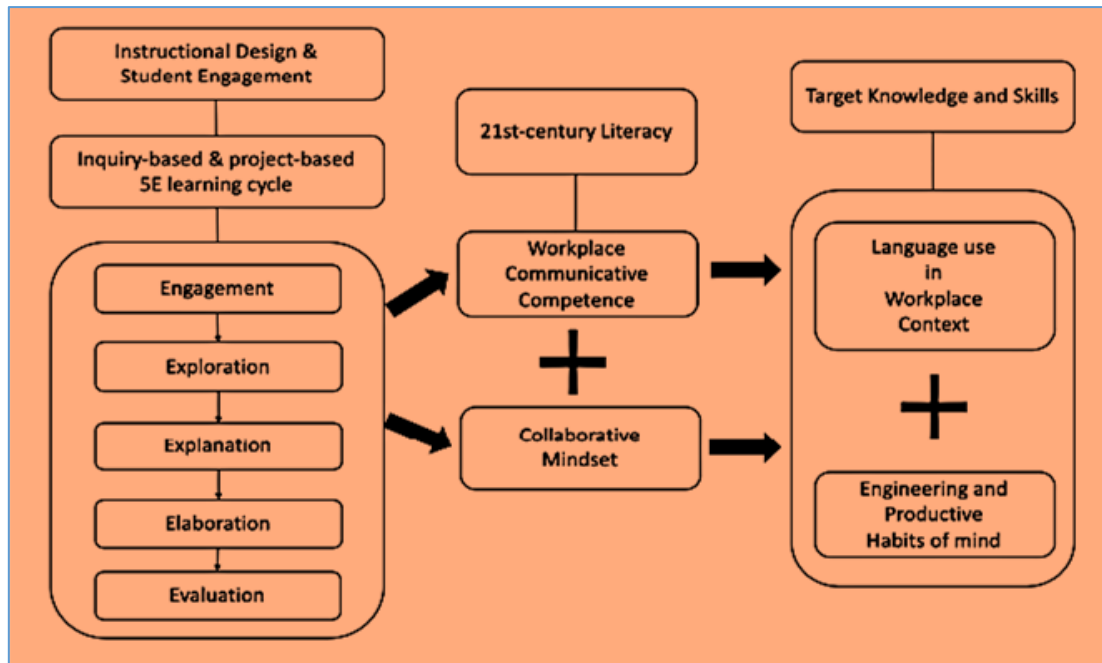 Instructional Design &
Student Engagement
Inquiry-based & project-based
5E learning cycle
Engagement
Exploration
Explanation
Elaboration
Evaluation
21st-century Literacy
Workplace
Communicative
Competence
Collaborative
Mindset
Target Knowledge and Skills
Language use
in
Workplace
Context
Engineering and
Productive
Habits of mind